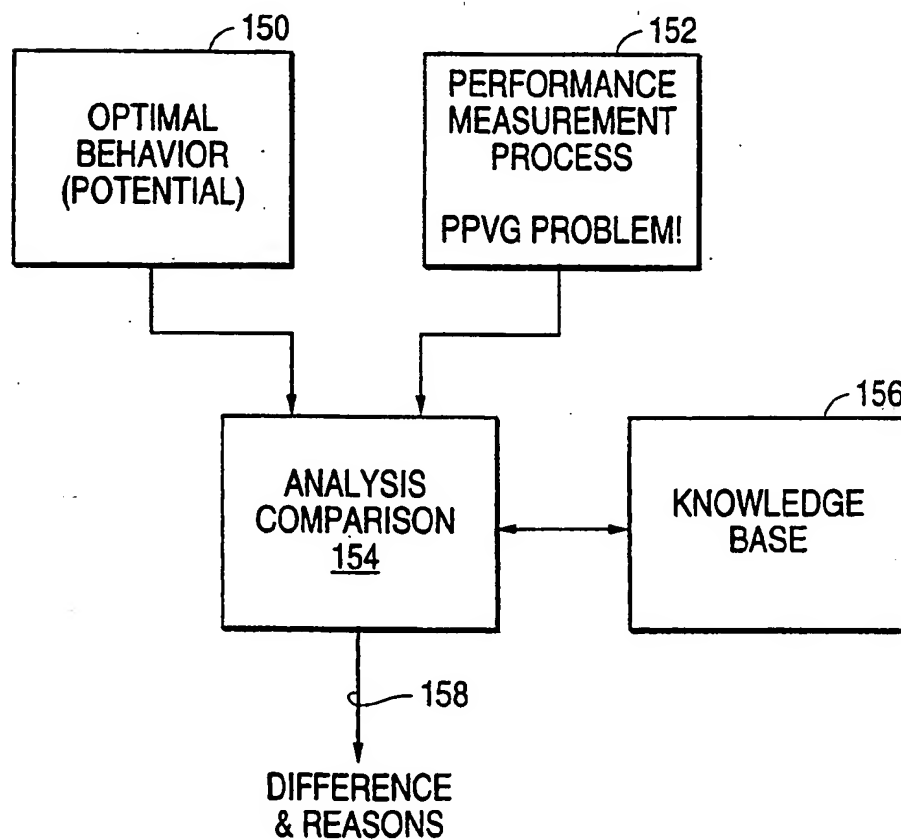 150
OPTIMAL
BEHAVIOR
(POTENTIAL)
152
PERFORMANCE
MEASUREMENT
PROCESS
PPVG PROBLEM!
ANALYSIS
COMPARISON
154
156
KNOWLEDGE
BASE
158
DIFFERENCE
& REASONS